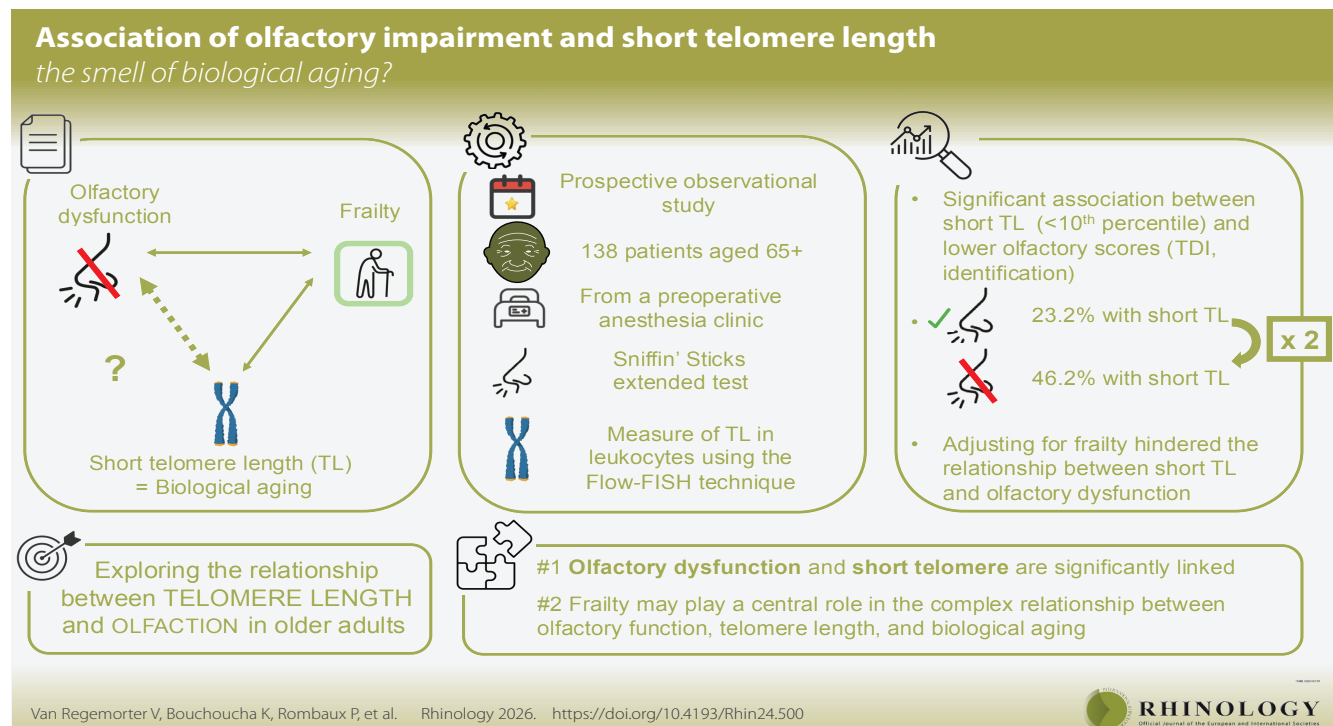 Association of olfactory impairment and short telomere length
the smell of biological aging?
Olfactory
dysfunction
Frailty
?
Short telomere length (TL)
= Biological aging
Prospective observational
study
138 patients aged 65+
From a preoperative
anesthesia clinic
Sniffin' Sticks
extended test
Measure of TL in
leukocytes using the
Flow-FISH technique
• Significant association between
short TL (<10th percentile) and
lower olfactory scores (TDI,
identification)
• 23.2% with short TL
x 2
46.2% with short TL
• Adjusting for frailty hindered the
relationship between short TL
and olfactory dysfunction
Exploring the relationship
between TELOMERE LENGTH
and OLFACTION in older adults
#1 Olfactory dysfunction and short telomere are significantly linked
#2 Frailty may play a central role in the complex relationship between
olfactory function, telomere length, and biological aging
Van Regemorter V, Bouchoucha K, Rombaux P, et al. Rhinology 2026. https://doi.org/10.4193/Rhin24.500
RHINOLOGY
Official Journal of the European and International Societies